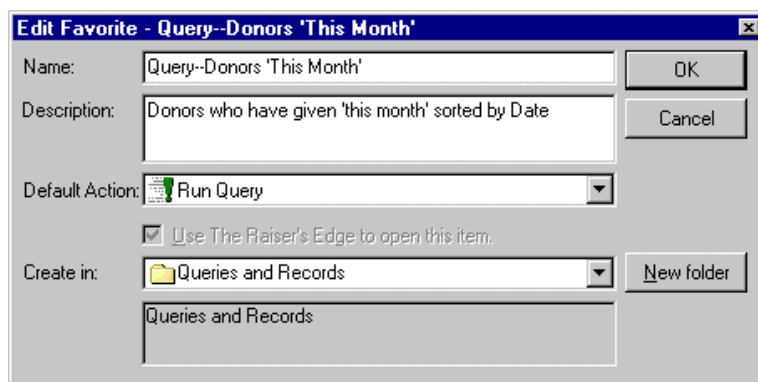 Edit Favorite - Query--Donors 'This Month'
Name: Query--Donors 'This Month' OK
Description: Donors who have given 'this month' sorted by Date Cancel
Default Action: Run Query
Use The Raiser's Edge to open this item.
Create in: Queries and Records New folder
Queries and Records